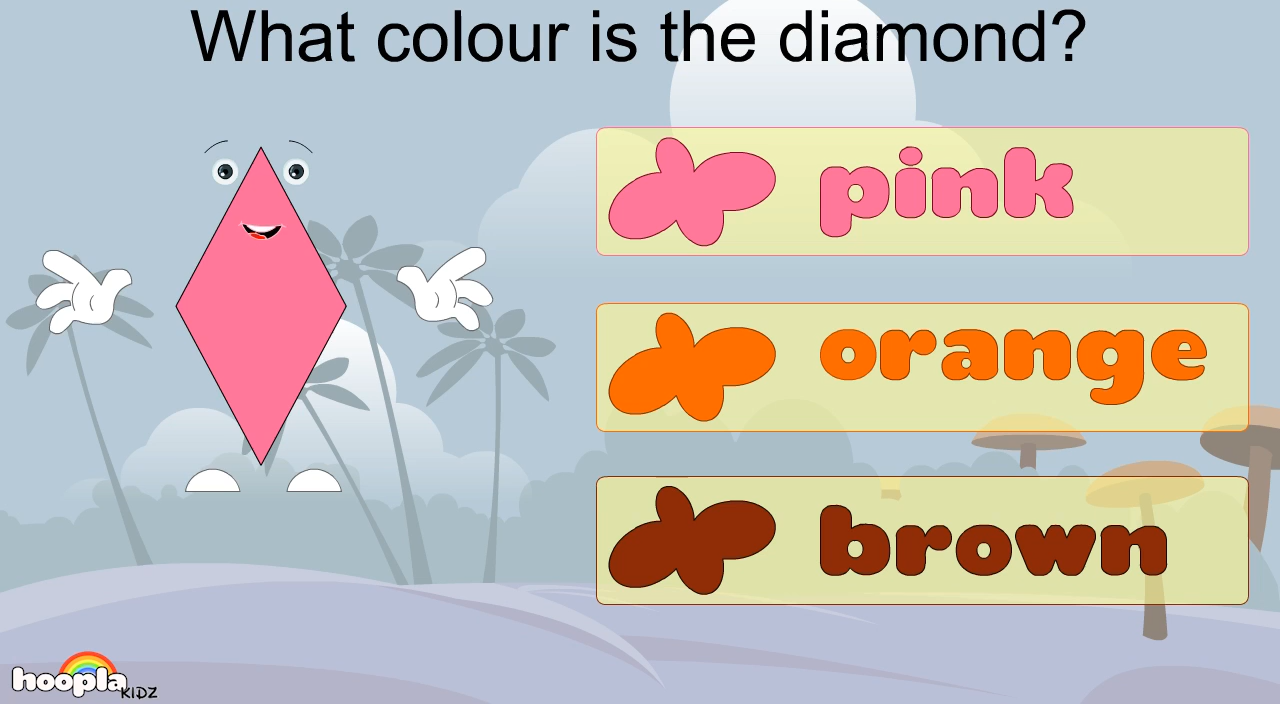 What colour is the diamond?
pink
orange
brown
hoopla
KIDZ